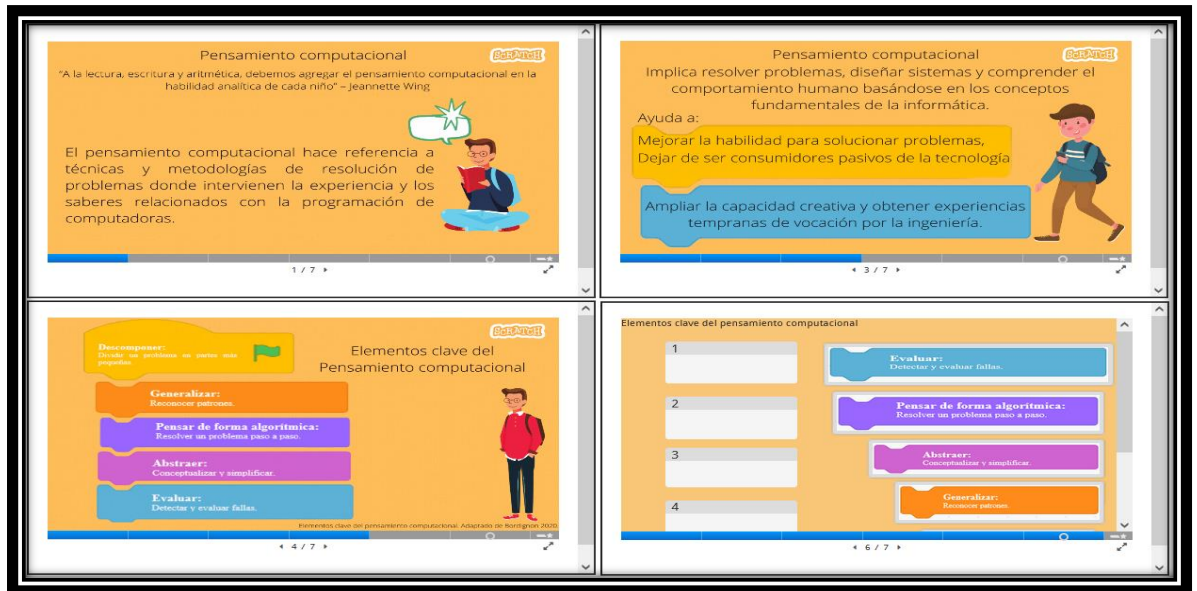 Pensamiento computacional
SCRATCH
"A la lectura, escritura y aritmética, debemos agregar el pensamiento computacional en la
habilidad analítica de cada niño" – Jeannette Wing
El pensamiento computacional hace referencia a
técnicas y metodologías de resolución de
problemas donde intervienen la experiencia y los
saberes relacionados con la programación de
computadoras.
1 / 7
Pensamiento computacional
SCRATCH
Implica resolver problemas, diseñar sistemas y comprender el
comportamiento humano basándose en los conceptos
fundamentales de la informática.
Ayuda a:
Mejorar la habilidad para solucionar problemas,
Dejar de ser consumidores pasivos de la tecnología
Ampliar la capacidad creativa y obtener experiencias
tempranas de vocación por la ingeniería.
3 / 7
SCRATCH
Descomponer:
Dividir un problema en partes más
pequeñas.
Elementos clave del
Pensamiento computacional
Generalizar:
Reconocer patrones.
Pensar de forma algorítmica:
Resolver un problema paso a paso.
Abstraer:
Conceptualizar y simplificar.
Evaluar:
Detectar y evaluar fallas.
Elementos clave del pensamiento computacional. Adaptado de Bordignon 2020
4 / 7
Elementos clave del pensamiento computacional
1
Evaluar:
Detectar y evaluar fallas.
2
Pensar de forma algorítmica:
Resolver un problema paso a paso.
3
Abstraer:
Conceptualizar y simplificar.
4
Generalizar:
Reconocer patrones.
6 / 7